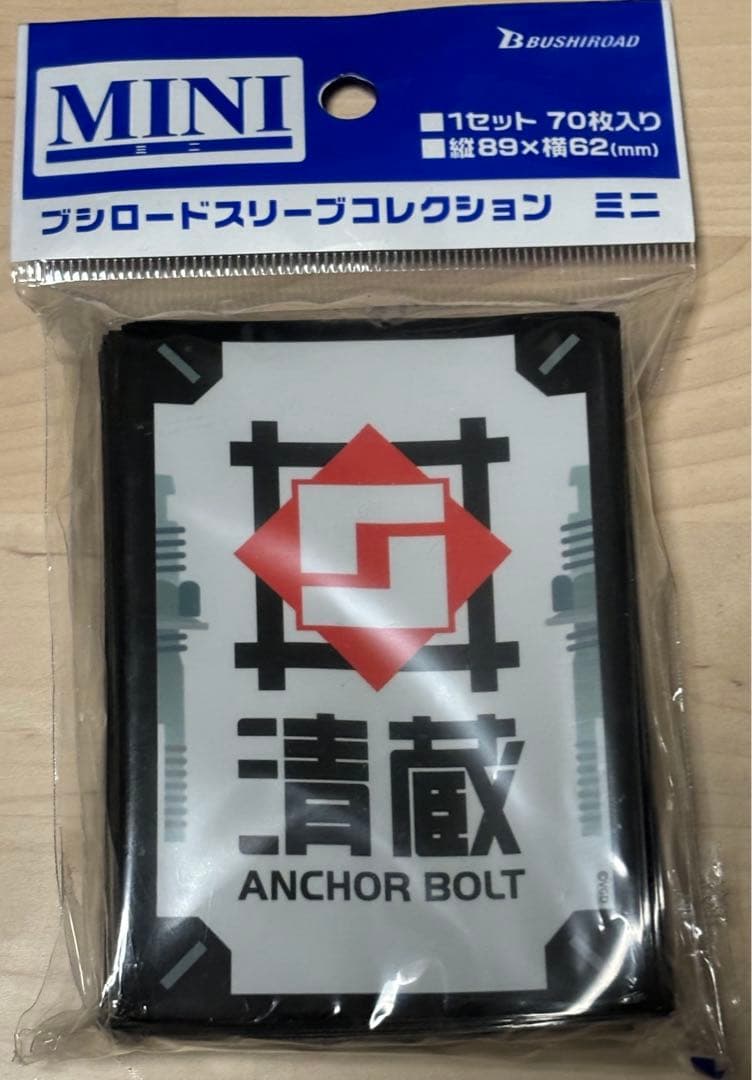 BUSHIROAD
MINI
ミニ
■1セット 70枚入り
■縦89×横62(mm)
ブシロードスリーブコレクション ミニ
清蔵
ANCHOR BOLT
©VGD